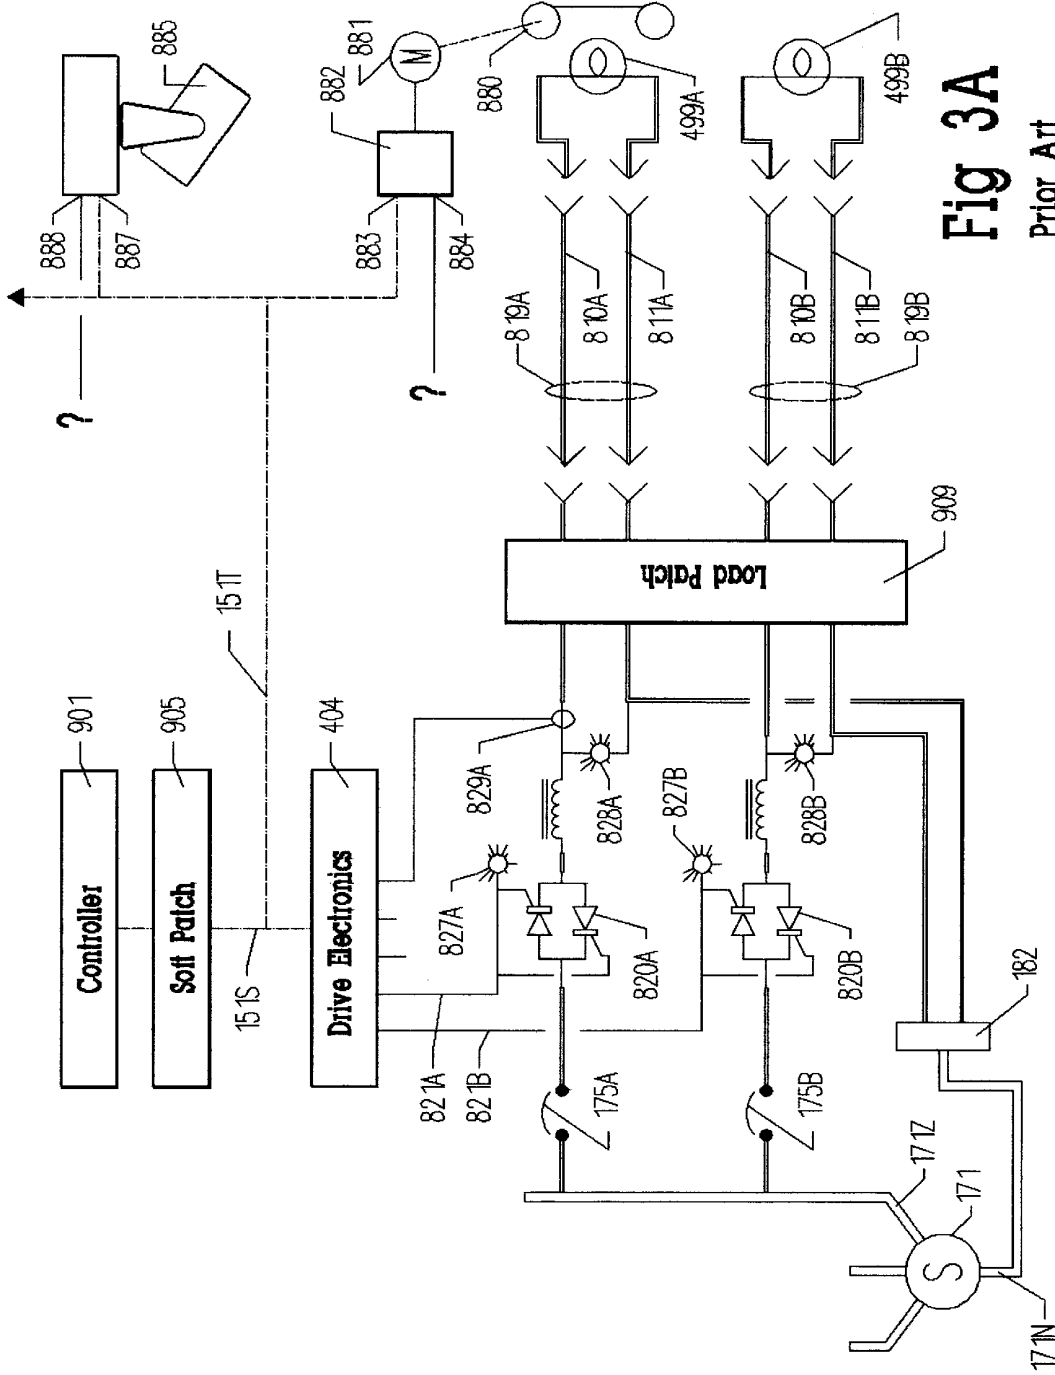 888
887
885
883
884
882
881
M
880
499A
499B
?
?
819A
810A
811A
810B
811B
819B
Fig 3A
Prior Art
151T
Load Patch
909
901
905
404
Controller
Soft Patch
Drive Electronics
151S
829A
828A
827A
827B
828B
820A
820B
821A
821B
175A
175B
182
171Z
171
S
171N